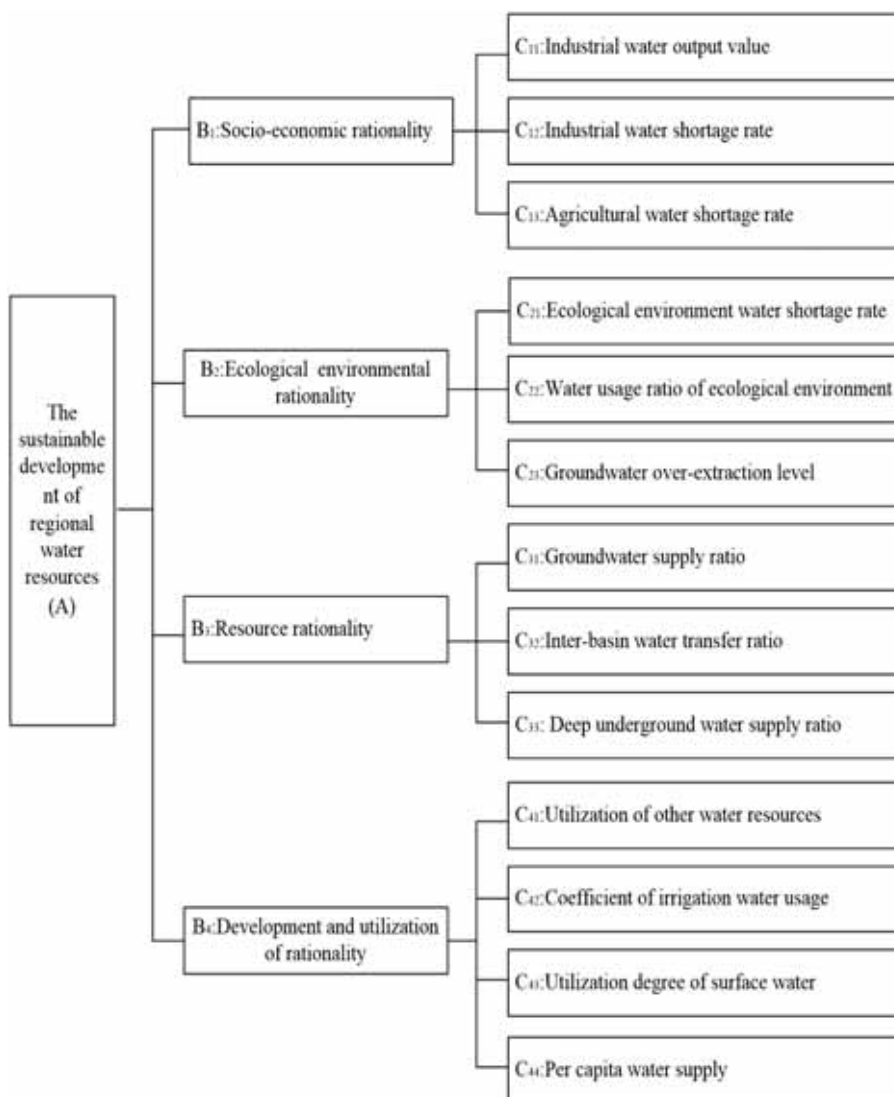 C₁₁:Industrial water output value
B₁:Socio-economic rationality
C₁₂:Industrial water shortage rate
C₁₃:Agricultural water shortage rate
The
sustainable
developme
nt of
regional
water
resources
(A)
C₂₁:Ecological environment water shortage rate
B₂:Ecological environmental
rationality
C₂₂:Water usage ratio of ecological environment
C₂₃:Groundwater over-extraction level
C₃₁:Groundwater supply ratio
B₃:Resource rationality
C₃₂:Inter-basin water transfer ratio
C₃₃: Deep underground water supply ratio
C₄₁:Utilization of other water resources
B₄:Development and utilization
of rationality
C₄₂:Coefficient of irrigation water usage
C₄₃:Utilization degree of surface water
C₄₄:Per capita water supply